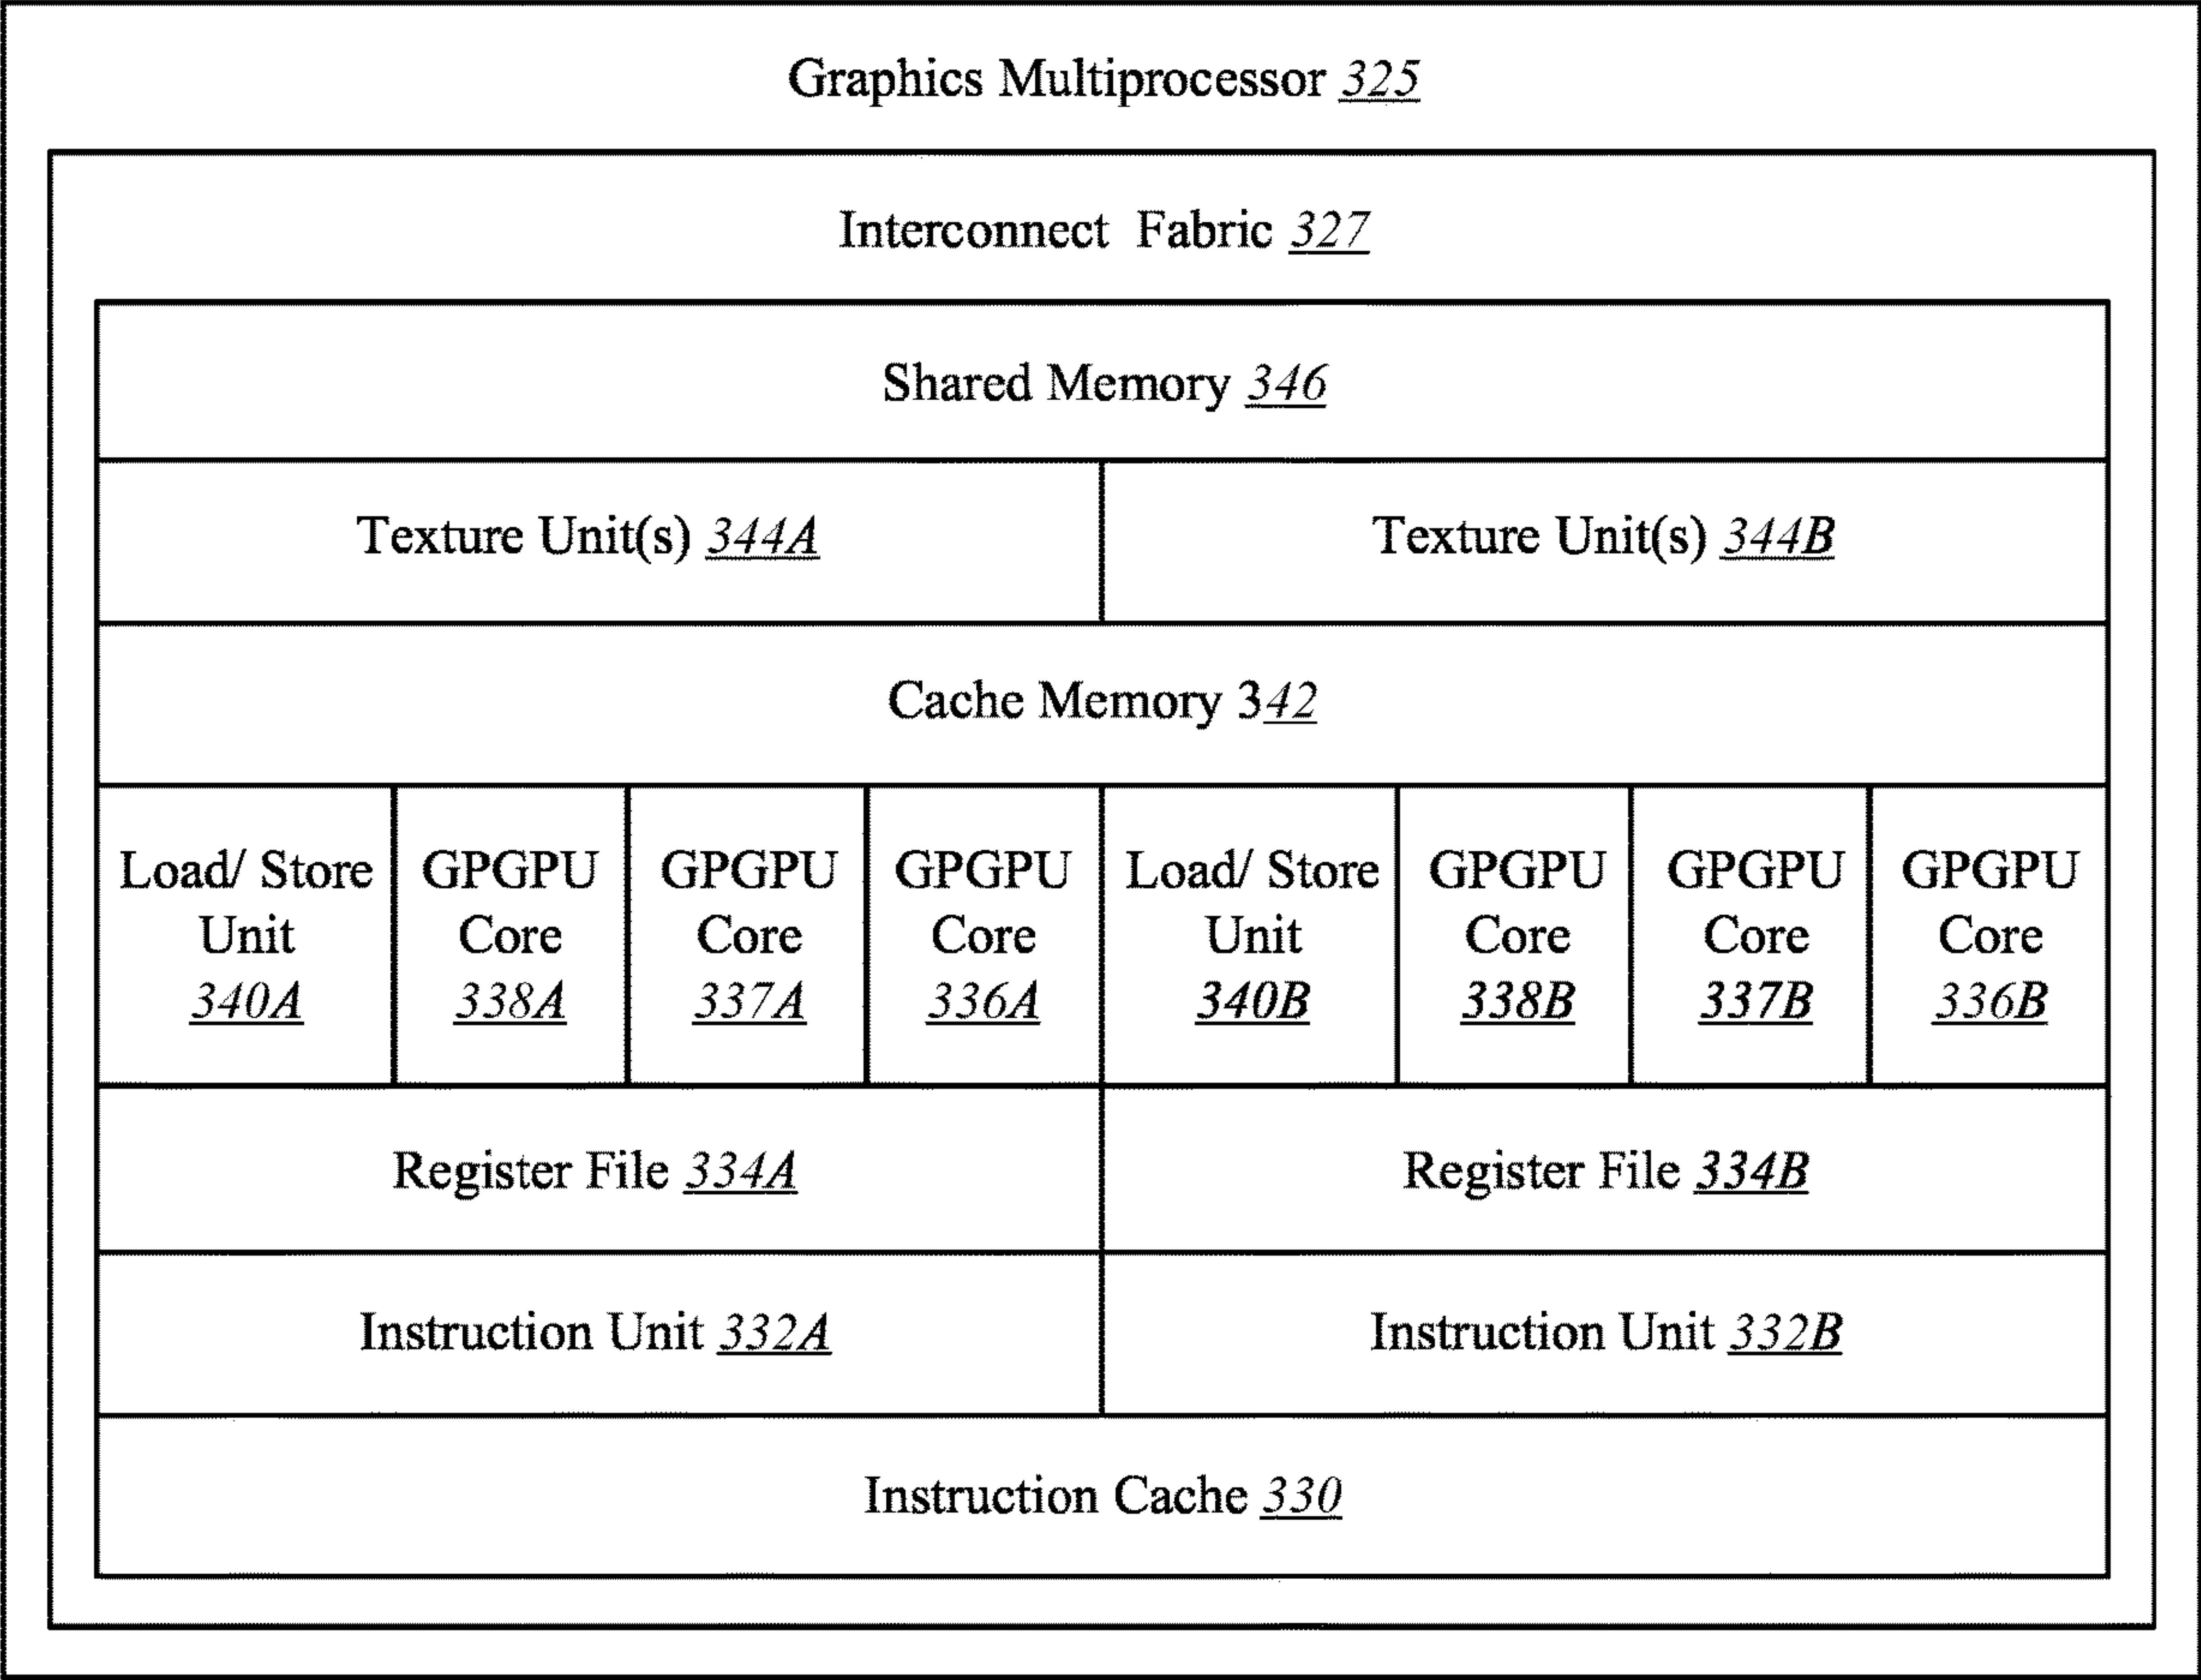 Graphics Multiprocessor 325
Interconnect Fabric 327
Shared Memory 346
Texture Unit(s) 344A
Texture Unit(s) 344B
Cache Memory 342
Load/ Store
Unit
340A
GPGPU
Core
338A
GPGPU
Core
337A
GPGPU
Core
336A
Load/ Store
Unit
340B
GPGPU
Core
338B
GPGPU
Core
337B
GPGPU
Core
336B
Register File 334A
Register File 334B
Instruction Unit 332A
Instruction Unit 332B
Instruction Cache 330